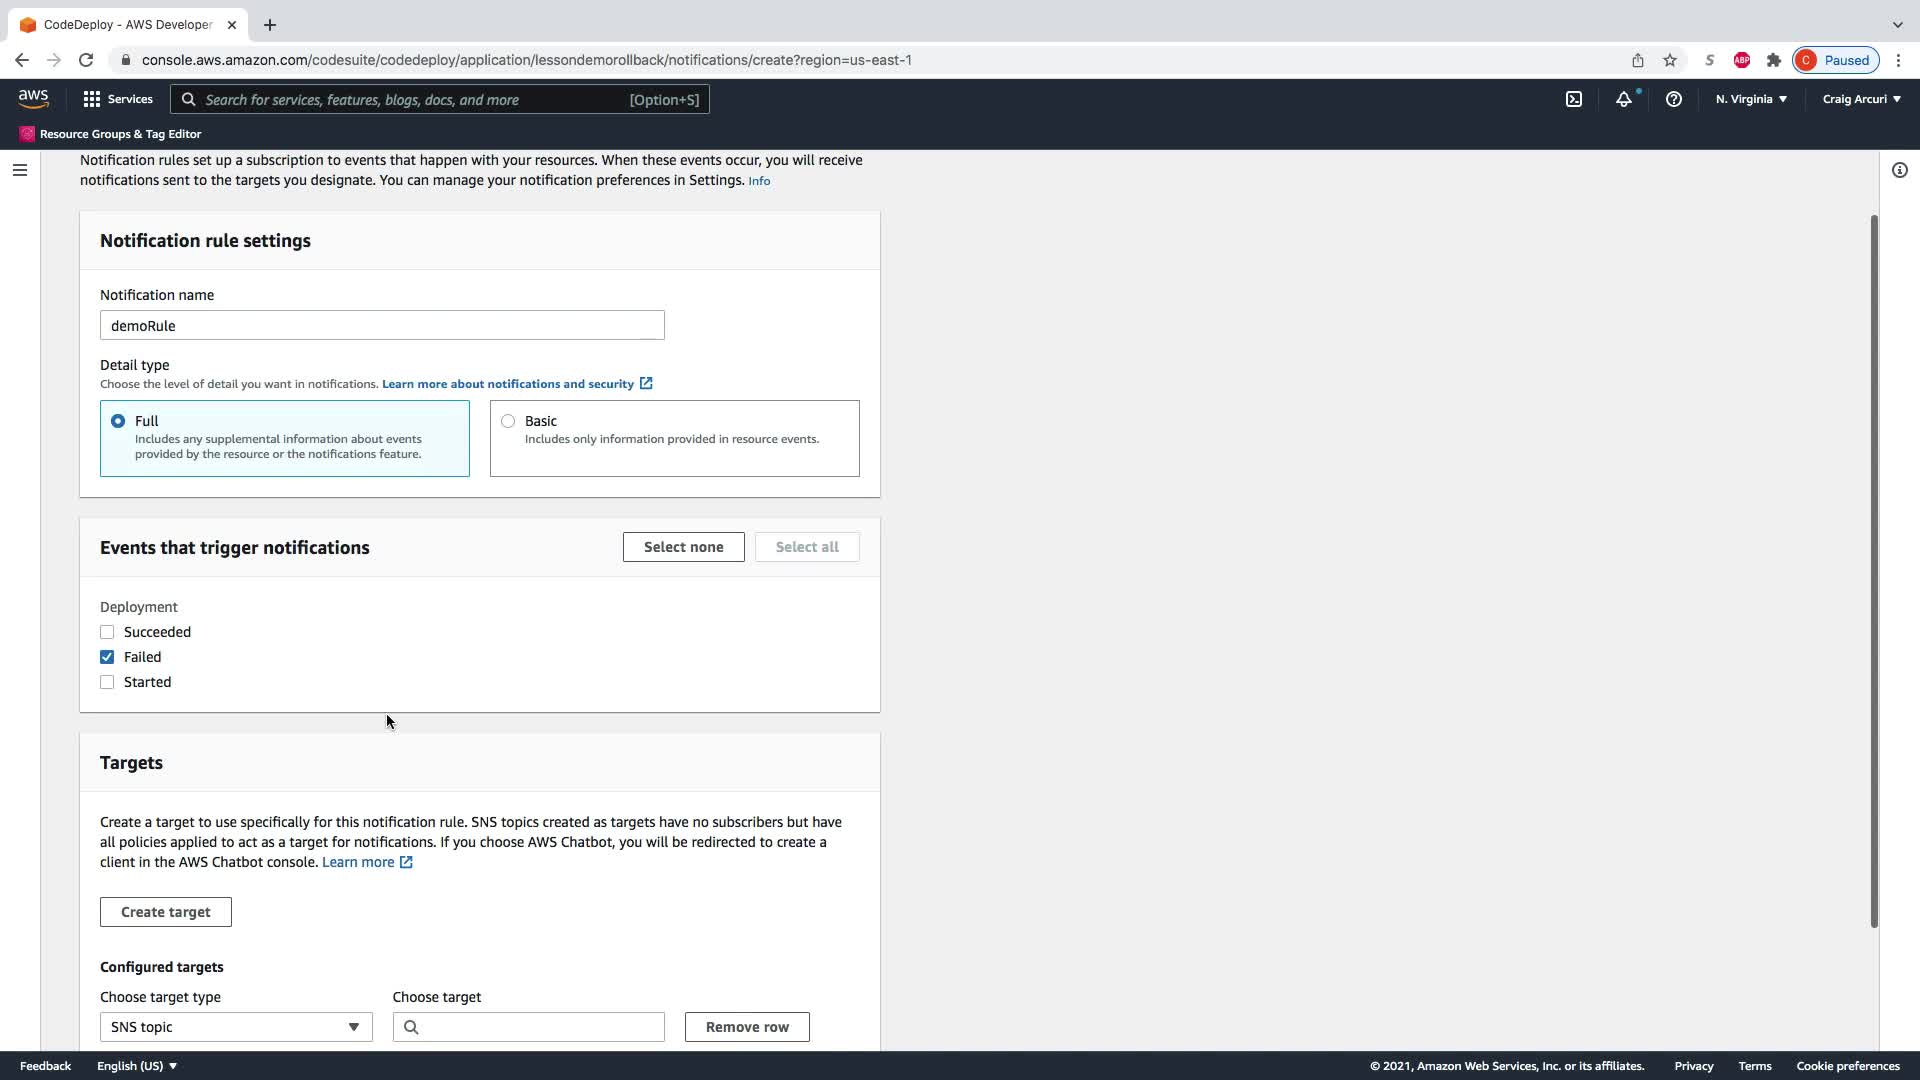 CodeDeploy - AWS Developer
console.aws.amazon.com/codesuite/codedeploy/application/lessondemorollback/notifications/create?region=us-east-1
S
ABP
C
Paused
aws
Services
Search for services, features, blogs, docs, and more
[Option+S]
N. Virginia
Craig Arcuri
Resource Groups & Tag Editor
Notification rules set up a subscription to events that happen with your resources. When these events occur, you will receive
notifications sent to the targets you designate. You can manage your notification preferences in Settings. Info
Notification rule settings
Notification name
demoRule
Detail type
Choose the level of detail you want in notifications. Learn more about notifications and security
Full
Includes any supplemental information about events
provided by the resource or the notifications feature.
Basic
Includes only information provided in resource events.
Events that trigger notifications
Select none
Select all
Deployment
Succeeded
Failed
Started
Targets
Create a target to use specifically for this notification rule. SNS topics created as targets have no subscribers but have
all policies applied to act as a target for notifications. If you choose AWS Chatbot, you will be redirected to create a
client in the AWS Chatbot console. Learn more
Create target
Configured targets
Choose target type
Choose target
SNS topic
Remove row
Feedback
English (US)
© 2021, Amazon Web Services, Inc. or its affiliates.
Privacy
Terms
Cookie preferences